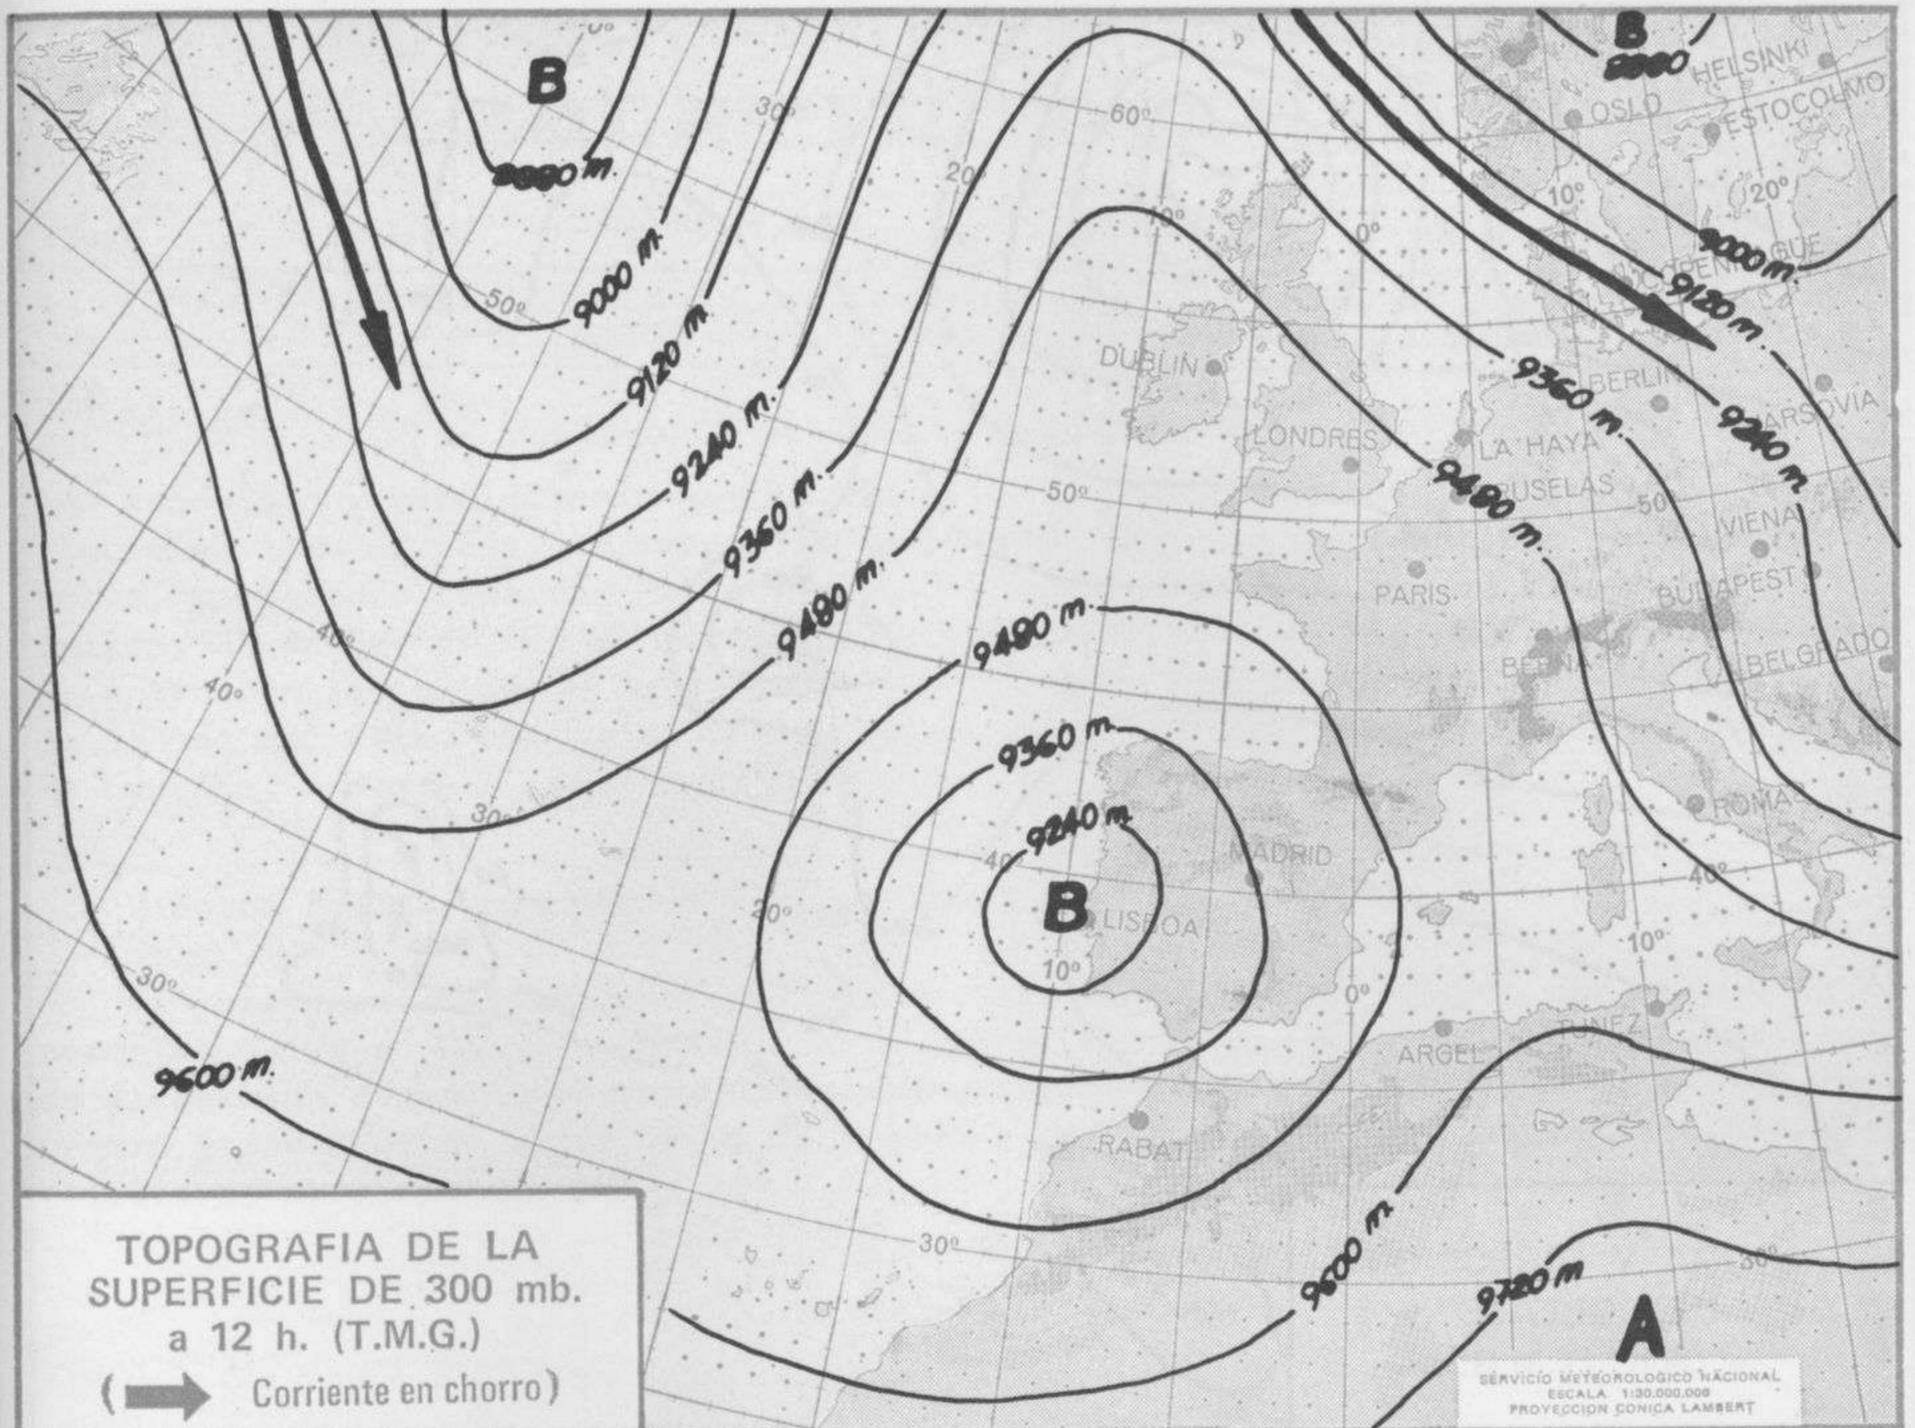 B
B
8880
HELSINKI
OSLO
ESTOCOLMO
30°
60°
8880 m.
20°
10°
20°
10°
0°
9000 m.
9000 m.
50°
9120 m.
9120 m.
DUBLIN
9360 m.
BERLIN
VARSOVIA
9240 m.
9240 m
LONDRES
LA HAYA
9360 m.
50°
9480 m.
BRUSELAS
50
VIENA
9480 m.
PARIS
BUDAPEST
9480 m.
40°
BERNA
BELGRADO
40°
9360 m.
30°
9240 m
ROMA
40°
MADRID
40°
B
LISBOA
20°
10°
10°
30°
0°
TUNEZ
ARGEL
9600 m.
RABAT
30°
9600 m.
9720 m
30°
A
TOPOGRAFIA DE LA
SUPERFICIE DE 300 mb.
a 12 h. (T.M.G.)
( Corriente en chorro)
SERVICIO METEOROLOGICO NACIONAL
ESCALA 1:30.000.000
PROYECCION CONICA LAMBERT